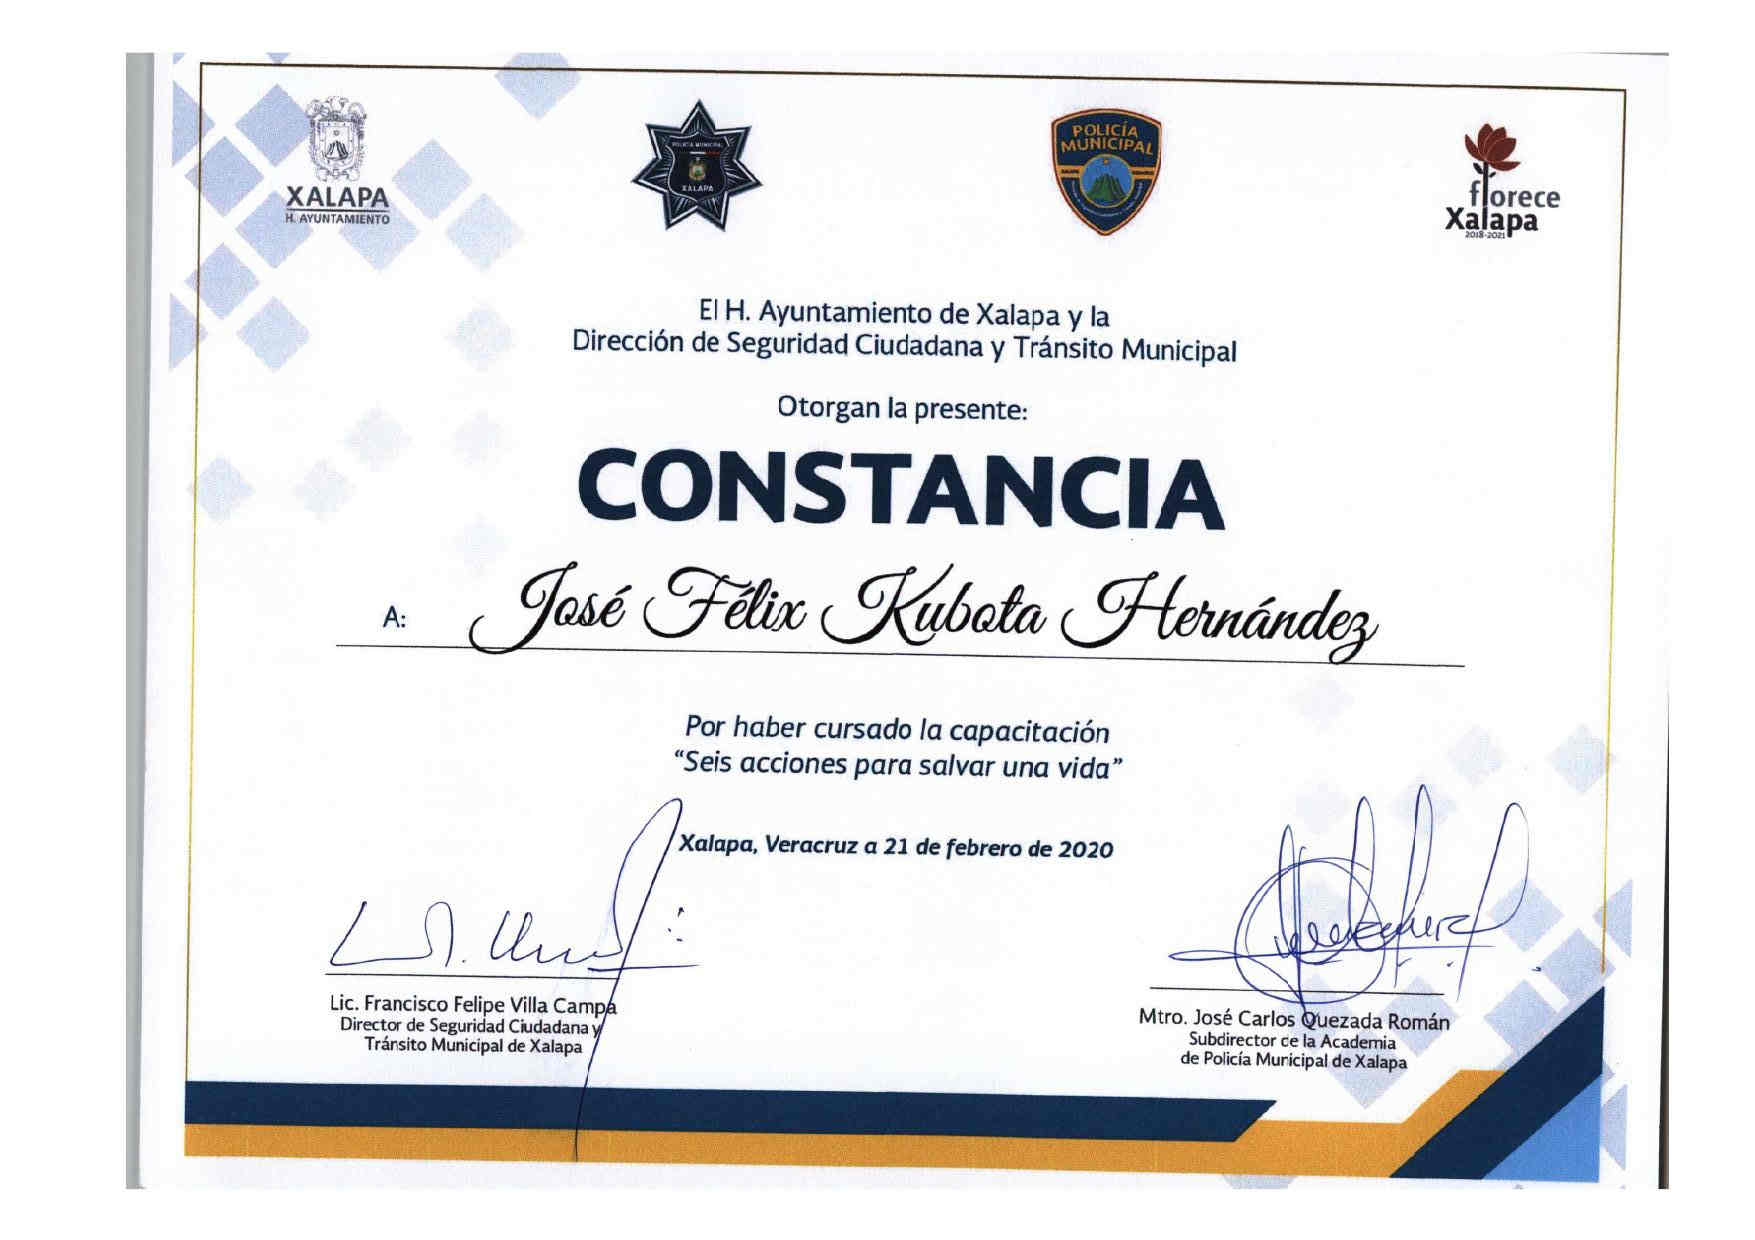 XALAPA
H. AYUNTAMIENTO
POLICÍA MUNICIPAL
XALAPA
POLICÍA
MUNICIPAL
florece
Xalapa
2018-2021
El H. Ayuntamiento de Xalapa y la
Dirección de Seguridad Ciudadana y Tránsito Municipal
Otorgan la presente:
CONSTANCIA
A: José Félix Kubota Hernández
Por haber cursado la capacitación
“Seis acciones para salvar una vida”
Xalapa, Veracruz a 21 de febrero de 2020
Lic. Francisco Felipe Villa Campa
Director de Seguridad Ciudadana y
Tránsito Municipal de Xalapa
Mtro. José Carlos Quezada Román
Subdirector de la Academia
de Policía Municipal de Xalapa